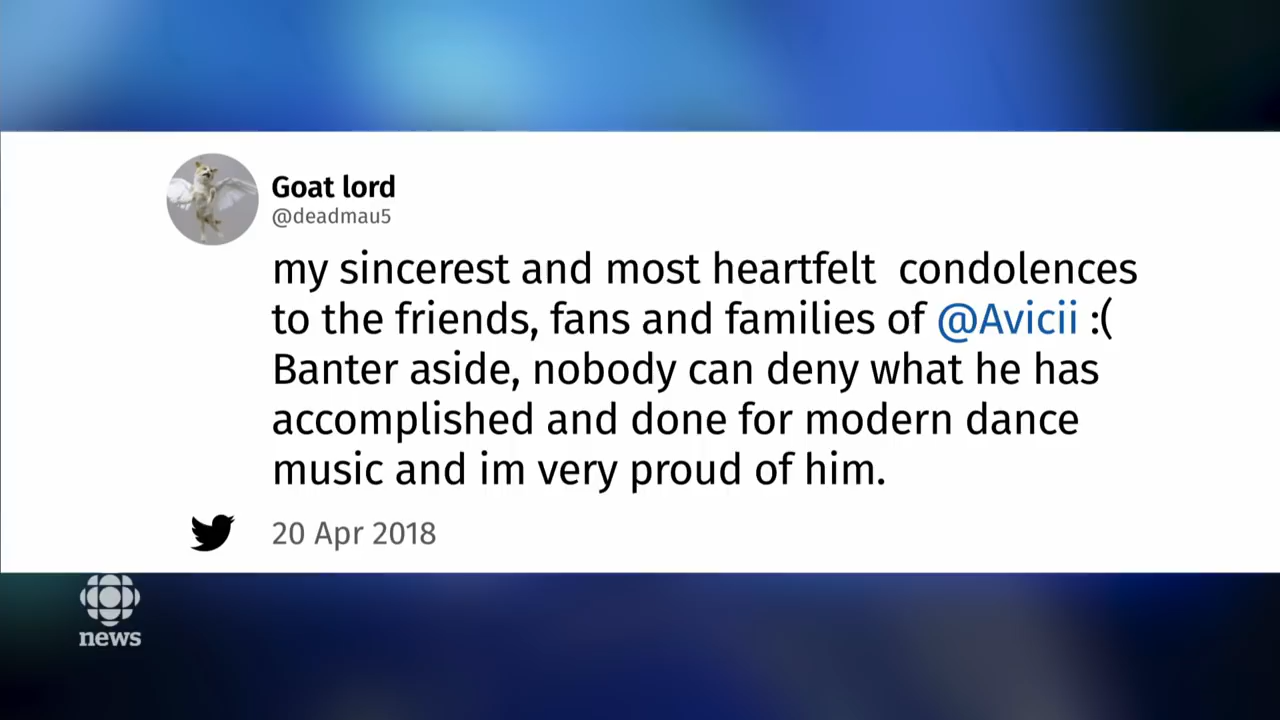 Goat lord
@deadmau5
my sincerest and most heartfelt  condolences
to the friends, fans and families of @Avicii :(
Banter aside, nobody can deny what he has
accomplished and done for modern dance
music and im very proud of him.
20 Apr 2018
news